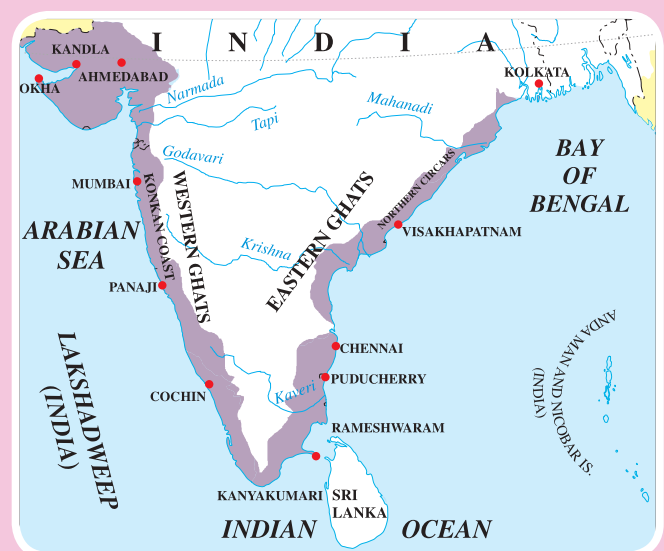 I N D I A
KANDLA
OKHA
AHMEDABAD
KOLKATA
Narmada
Mahanadi
Tapi
Godavari
BAY
OF
BENGAL
NORTHERN CIRCARS
MUMBAI
KONKAN COAST
WESTERN GHATS
EASTERN GHATS
ARABIAN
SEA
Krishna
VISAKHAPATNAM
PANAJI
CHENNAI
PUDUCHERRY
COCHIN
Kaveri
LAKSHADWEEP
(INDIA)
ANDA MAN AND NICOBAR IS.
(INDIA)
RAMESHWARAM
KANYAKUMARI
SRI
LANKA
INDIAN OCEAN